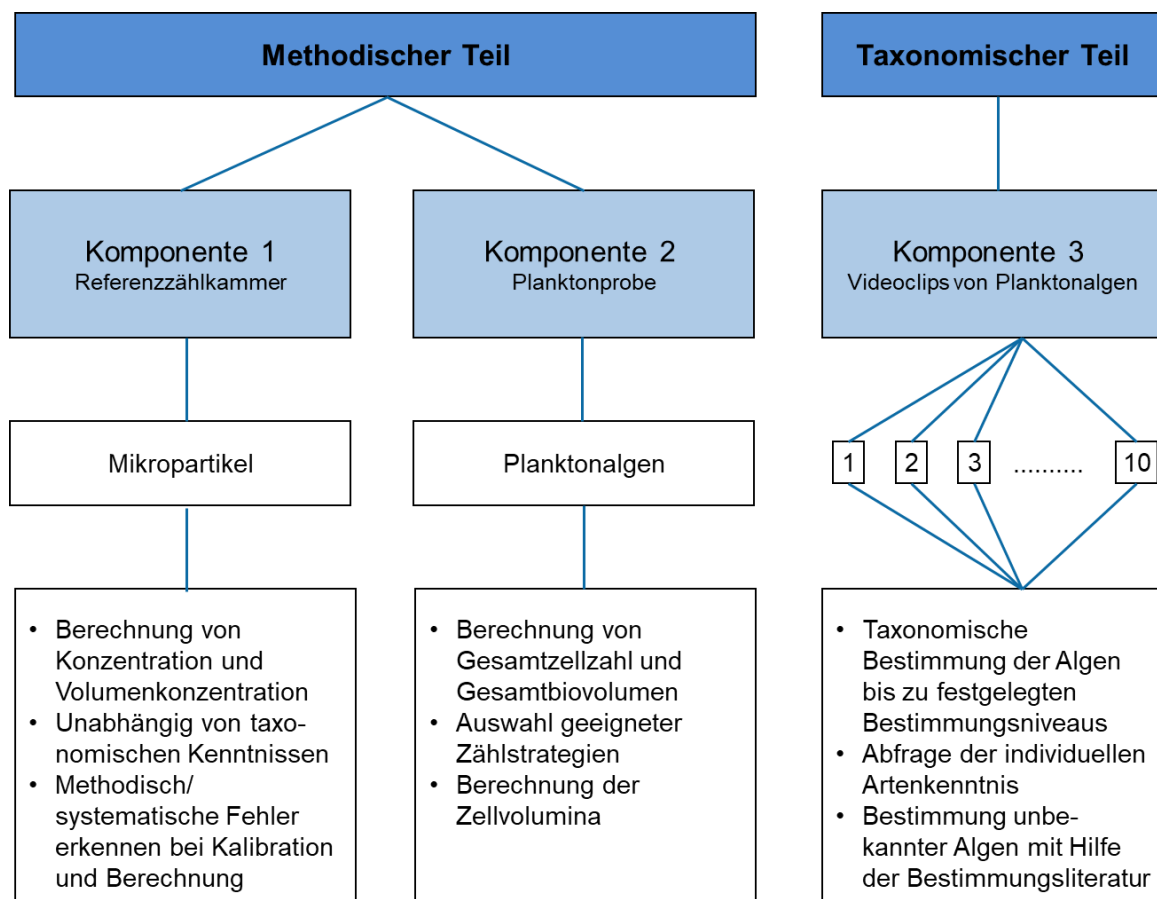 Methodischer Teil
Taxonomischer Teil
Komponente 1
Referenzzählkammer
Komponente 2
Planktonprobe
Komponente 3
Videoclips von Planktonalgen
Mikropartikel
Planktonalgen
1
2
3
..........
10
• Berechnung von
Konzentration und
Volumenkonzentration
• Unabhängig von taxo-
nomischen Kenntnissen
• Methodisch/
systematische Fehler
erkennen bei Kalibration
und Berechnung
• Berechnung von
Gesamtzellzahl und
Gesamtbiovolumen
• Auswahl geeigneter
Zählstrategien
• Berechnung der
Zellvolumina
• Taxonomische
Bestimmung der Algen
bis zu festgelegten
Bestimmungsniveaus
• Abfrage der individuellen
Artenkenntnis
• Bestimmung unbe-
kannter Algen mit Hilfe
der Bestimmungsliteratur